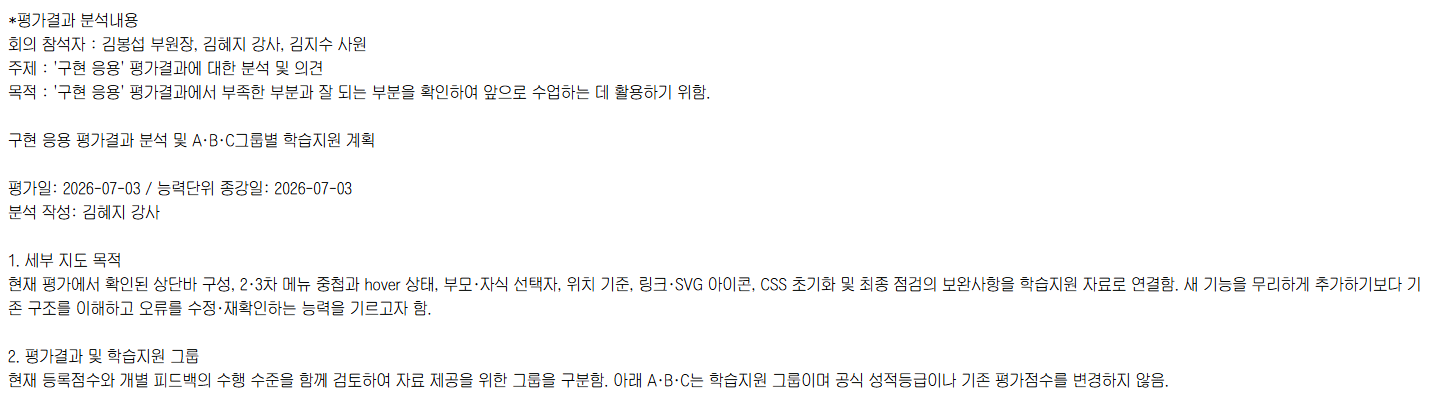 *평가결과 분석내용
회의 참석자 : 김봉섭 부원장, 김혜지 강사, 김지수 사원
주제 : '구현 응용' 평가결과에 대한 분석 및 의견
목적 : '구현 응용' 평가결과에서 부족한 부분과 잘 되는 부분을 확인하여 앞으로 수업하는 데 활용하기 위함.
구현 응용 평가결과 분석 및 A·B·C그룹별 학습지원 계획
평가일: 2026-07-03 / 능력단위 종강일: 2026-07-03
분석 작성: 김혜지 강사
1. 세부 지도 목적
현재 평가에서 확인된 상단바 구성, 2·3차 메뉴 중첩과 hover 상태, 부모·자식 선택자, 위치 기준, 링크·SVG 아이콘, CSS 초기화 및 최종 점검의 보완사항을 학습지원 자료로 연결함. 새 기능을 무리하게 추가하기보다 기
존 구조를 이해하고 오류를 수정·재확인하는 능력을 기르고자 함.
2. 평가결과 및 학습지원 그룹
현재 등록점수와 개별 피드백의 수행 수준을 함께 검토하여 자료 제공을 위한 그룹을 구분함. 아래 A·B·C는 학습지원 그룹이며 공식 성적등급이나 기존 평가점수를 변경하지 않음.